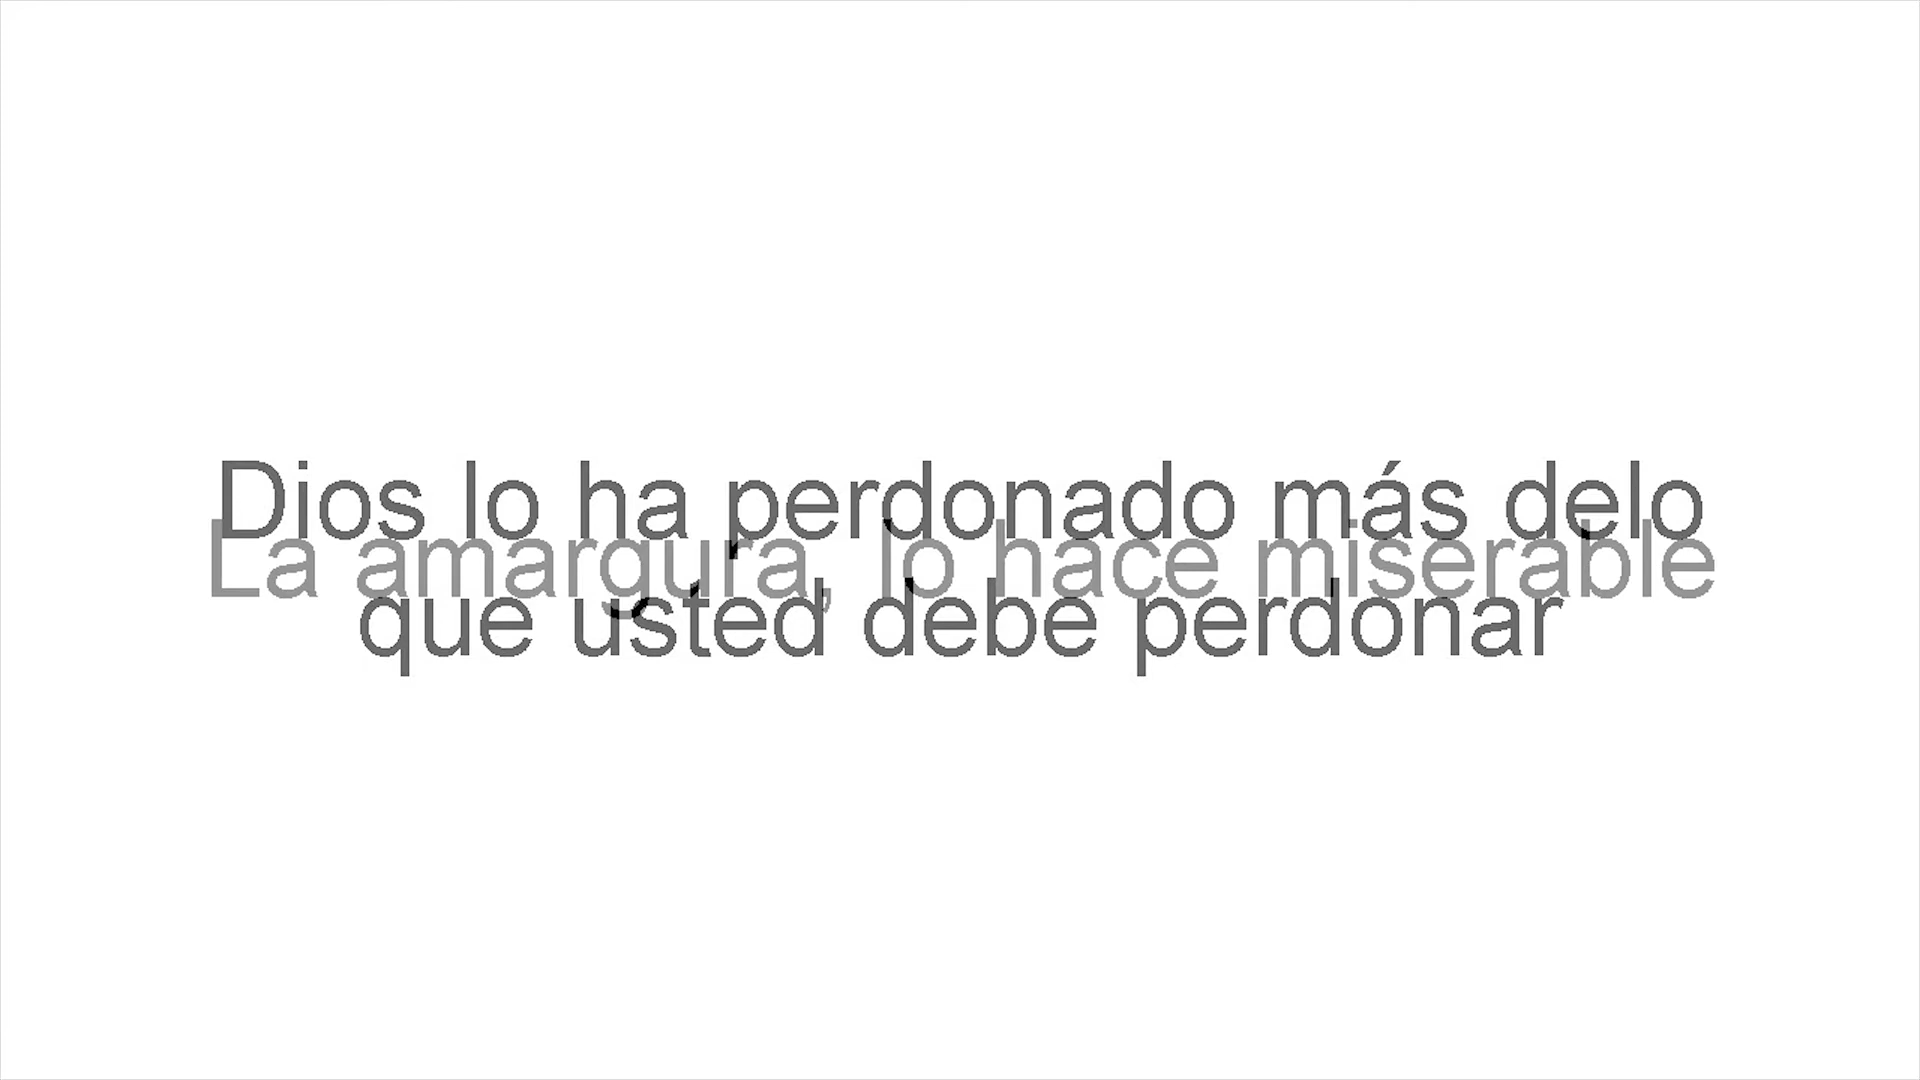 Dios lo ha perdonado más delo
La amargura, lo hace miserable
que usted debe perdonar